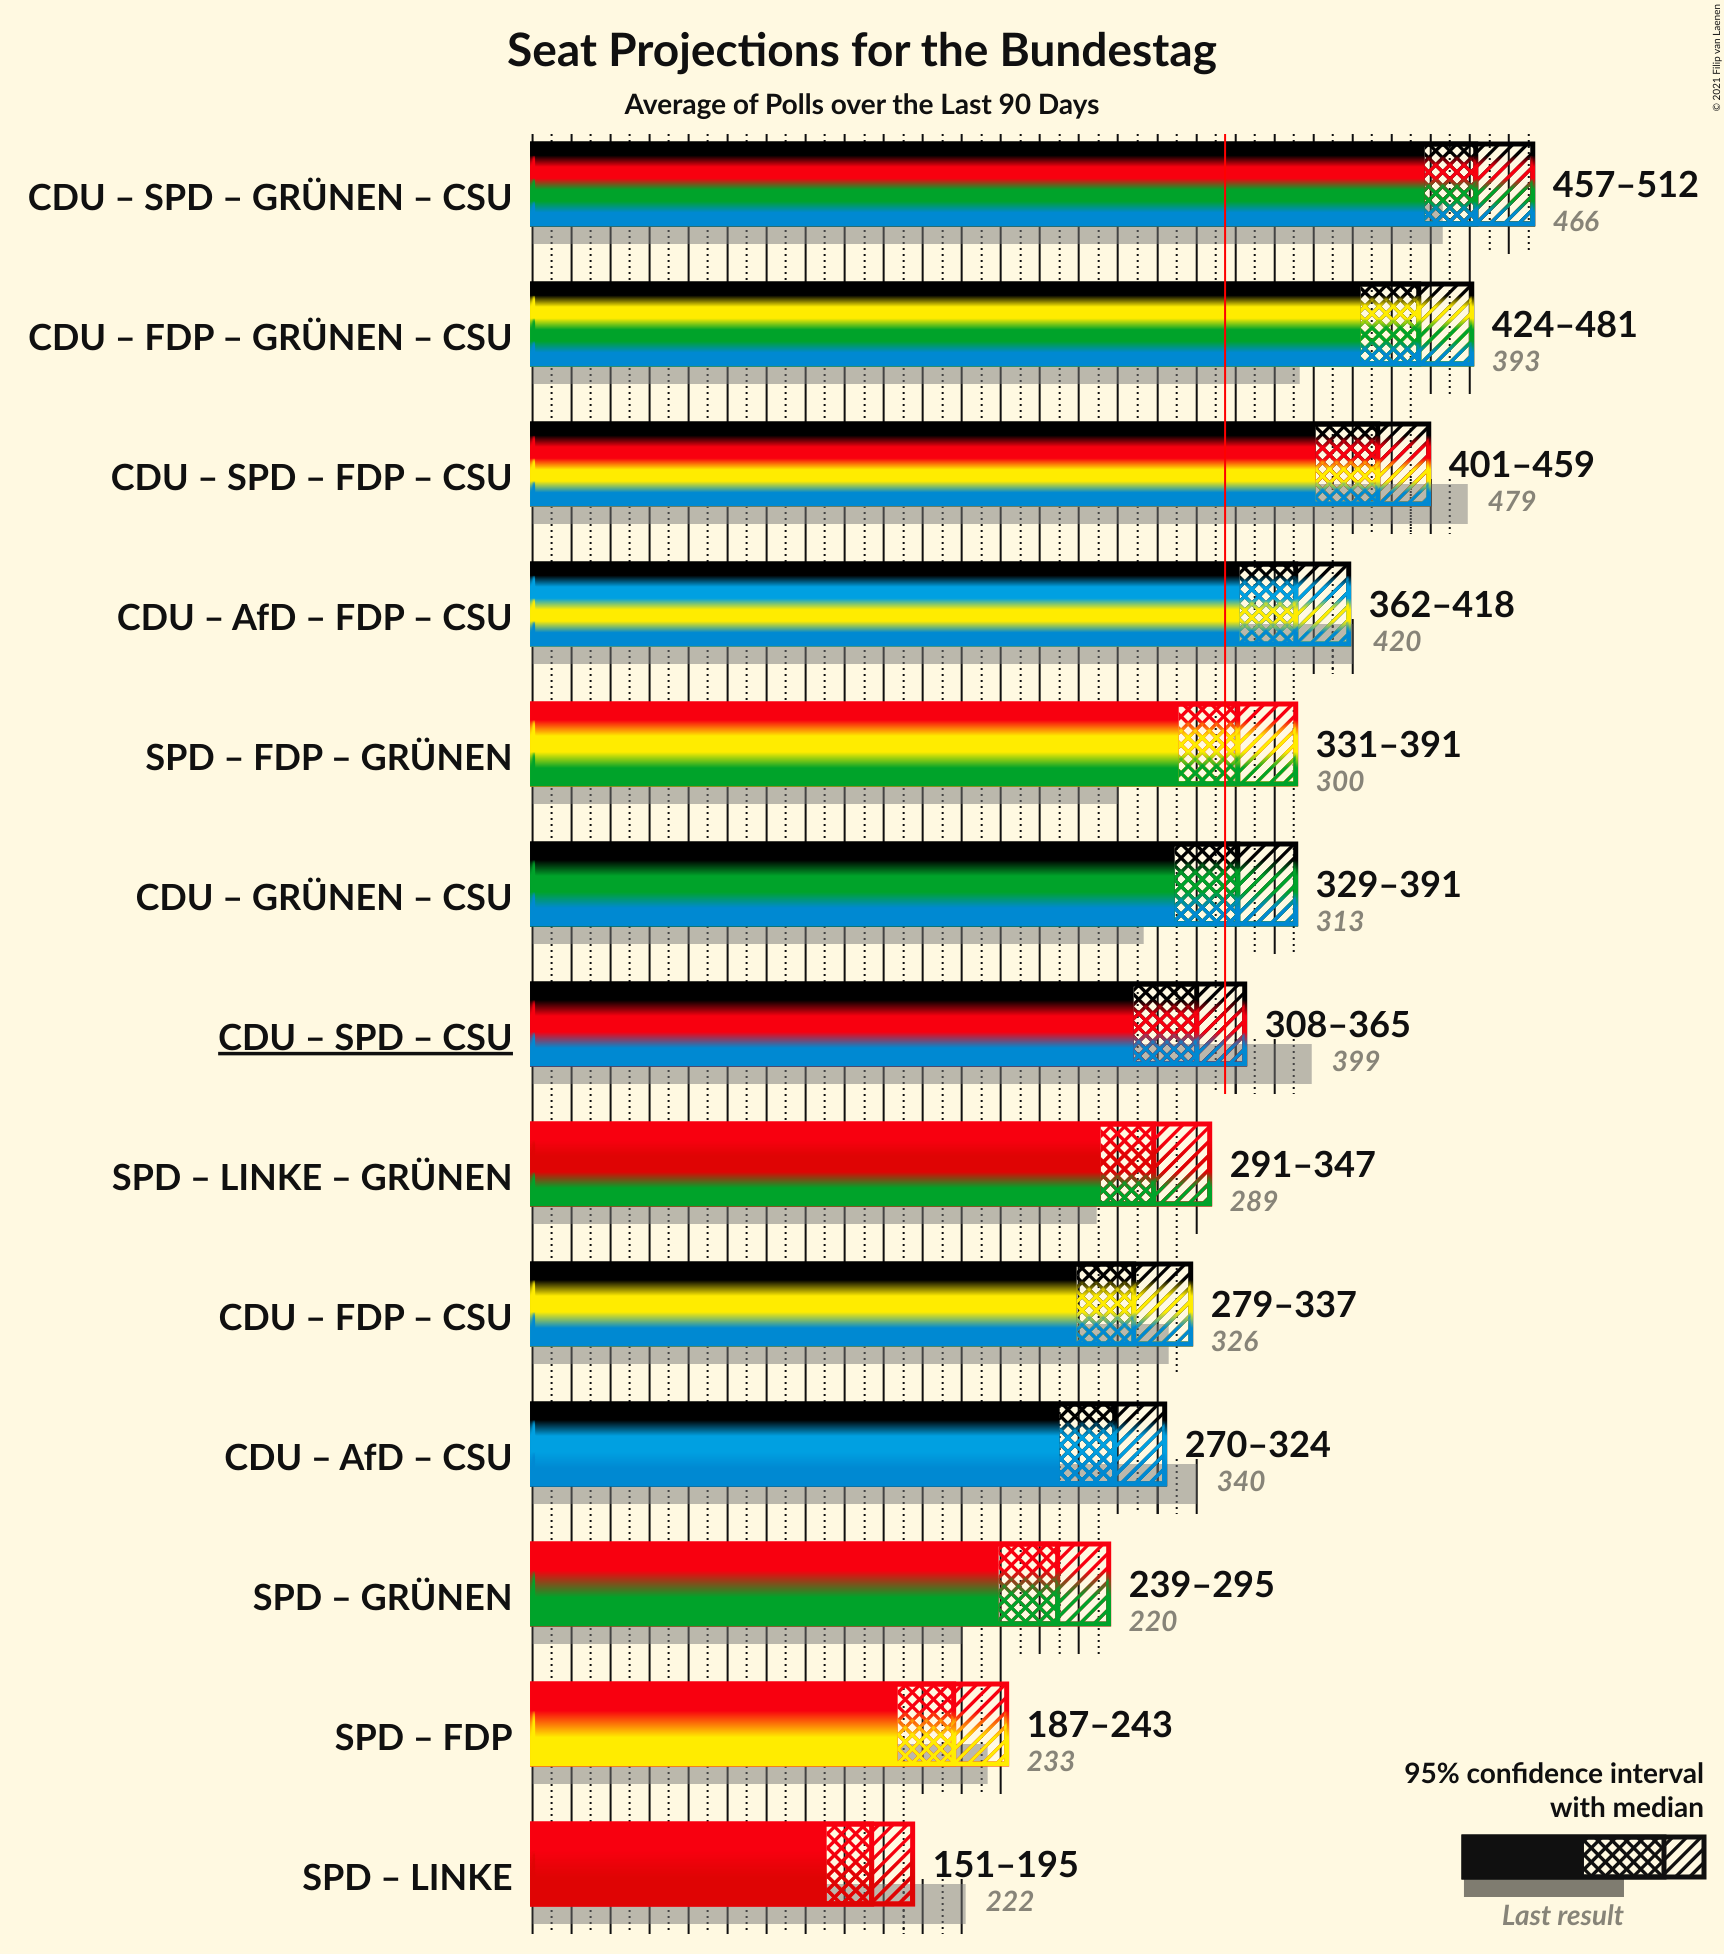 Seat Projections for the Bundestag
Average of Polls over the Last 90 Days
© 2021 Filip van Laenen
CDU – SPD – GRÜNEN – CSU
457–512
466
CDU – FDP – GRÜNEN – CSU
424–481
393
CDU – SPD – FDP – CSU
401–459
479
CDU – AfD – FDP – CSU
362–418
420
SPD – FDP – GRÜNEN
331–391
300
CDU – GRÜNEN – CSU
329–391
313
CDU – SPD – CSU
308–365
399
SPD – LINKE – GRÜNEN
291–347
289
CDU – FDP – CSU
279–337
326
CDU – AfD – CSU
270–324
340
SPD – GRÜNEN
239–295
220
SPD – FDP
187–243
233
SPD – LINKE
151–195
222
95% confidence interval
with median
Last result